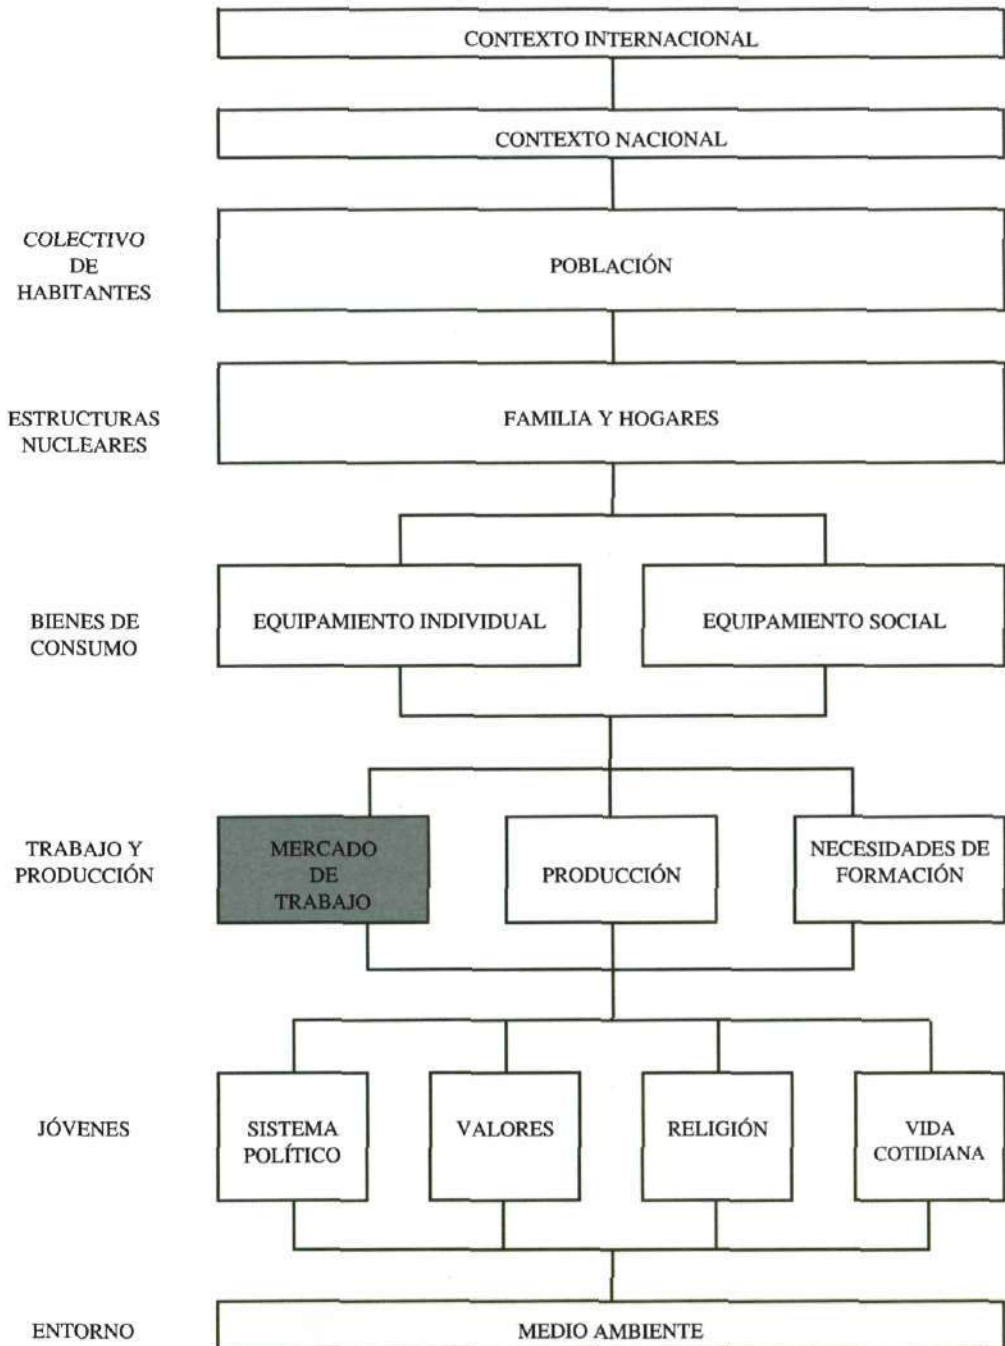 CONTEXTO INTERNACIONAL
CONTEXTO NACIONAL
COLECTIVO
DE
HABITANTES
POBLACIÓN
ESTRUCTURAS
NUCLEARES
FAMILIA Y HOGARES
BIENES DE
CONSUMO
EQUIPAMIENTO INDIVIDUAL
EQUIPAMIENTO SOCIAL
TRABAJO Y
PRODUCCIÓN
MERCADO
DE
TRABAJO
PRODUCCIÓN
NECESIDADES DE
FORMACIÓN
JÓVENES
SISTEMA
POLÍTICO
VALORES
RELIGIÓN
VIDA
COTIDIANA
ENTORNO
MEDIO AMBIENTE